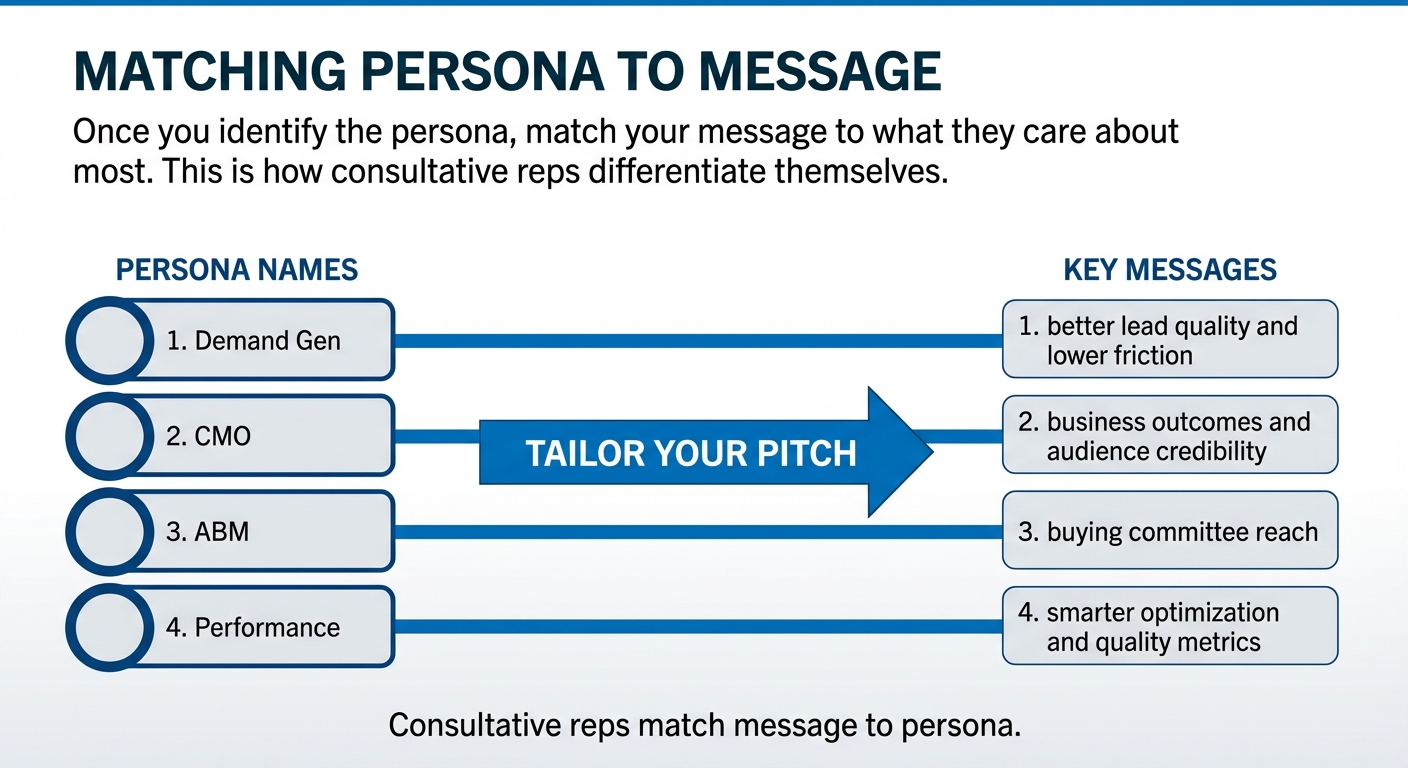 MATCHING PERSONA TO MESSAGE
Once you identify the persona, match your message to what they care about
most. This is how consultative reps differentiate themselves.
PERSONA NAMES
KEY MESSAGES
1. Demand Gen
1. better lead quality and
lower friction
2. CMO
TAILOR YOUR PITCH
2. business outcomes and
audience credibility
3. ABM
3. buying committee reach
4. Performance
4. smarter optimization
and quality metrics
Consultative reps match message to persona.